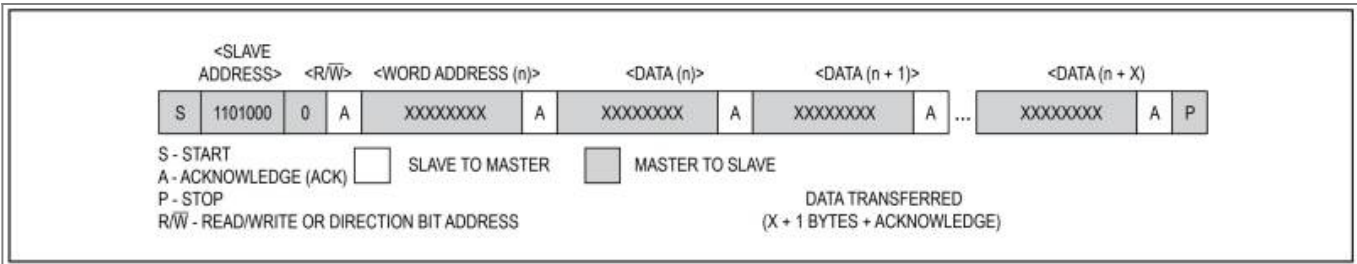 <SLAVE
ADDRESS> <R/W̅> <WORD ADDRESS (n)> <DATA (n)> <DATA (n + 1)> <DATA (n + X)
S 1101000 0 A XXXXXXXX A XXXXXXXX A XXXXXXXX A ... XXXXXXXX A P
S - START
A - ACKNOWLEDGE (ACK) SLAVE TO MASTER MASTER TO SLAVE
P - STOP DATA TRANSFERRED
R/W̅ - READ/WRITE OR DIRECTION BIT ADDRESS (X + 1 BYTES + ACKNOWLEDGE)